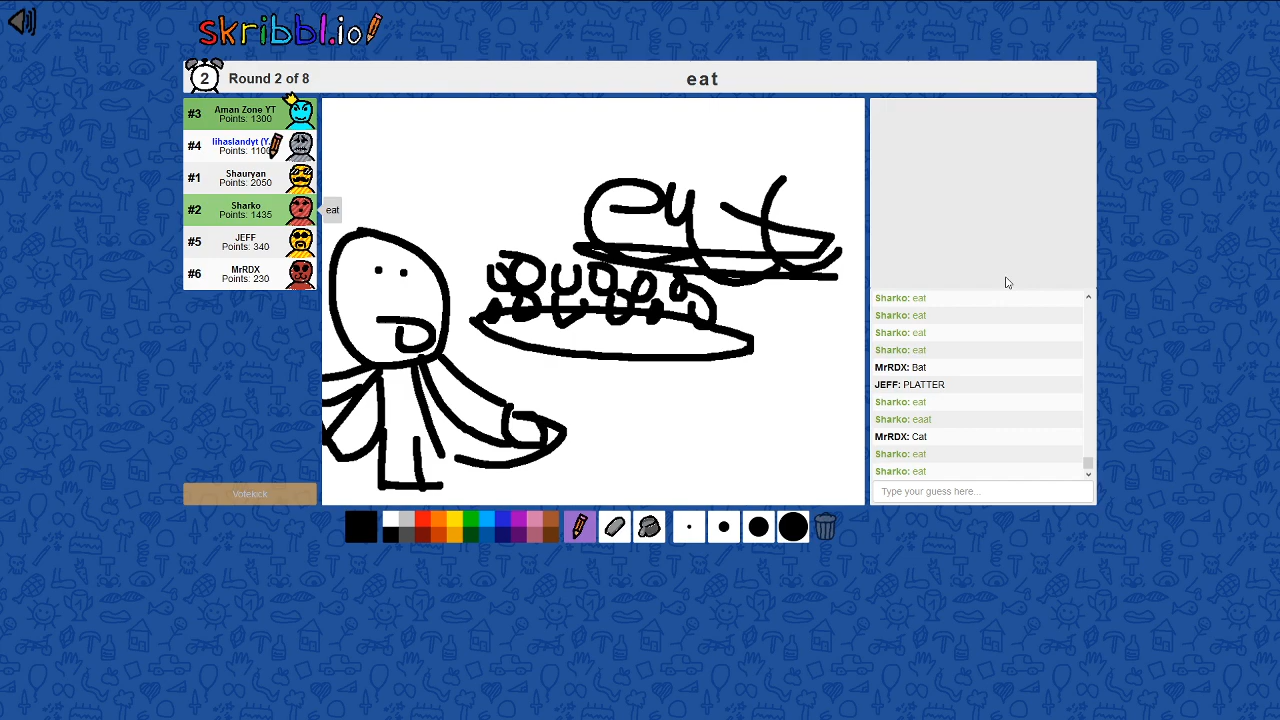 skribbl.io
2
Round 2 of 8
eat
#3
Aman Zone YT
Points: 1300
#4
lihaslandyt (Y
Points: 1100
#1
Shauryan
Points: 2050
#2
Sharko
Points: 1435
eat
#5
JEFF
Points: 340
#6
MrRDX
Points: 230
Votekick
Sharko: eat
Sharko: eat
Sharko: eat
Sharko: eat
MrRDX: Bat
JEFF: PLATTER
Sharko: eat
Sharko: eaat
MrRDX: Cat
Sharko: eat
Sharko: eat
Type your guess here...